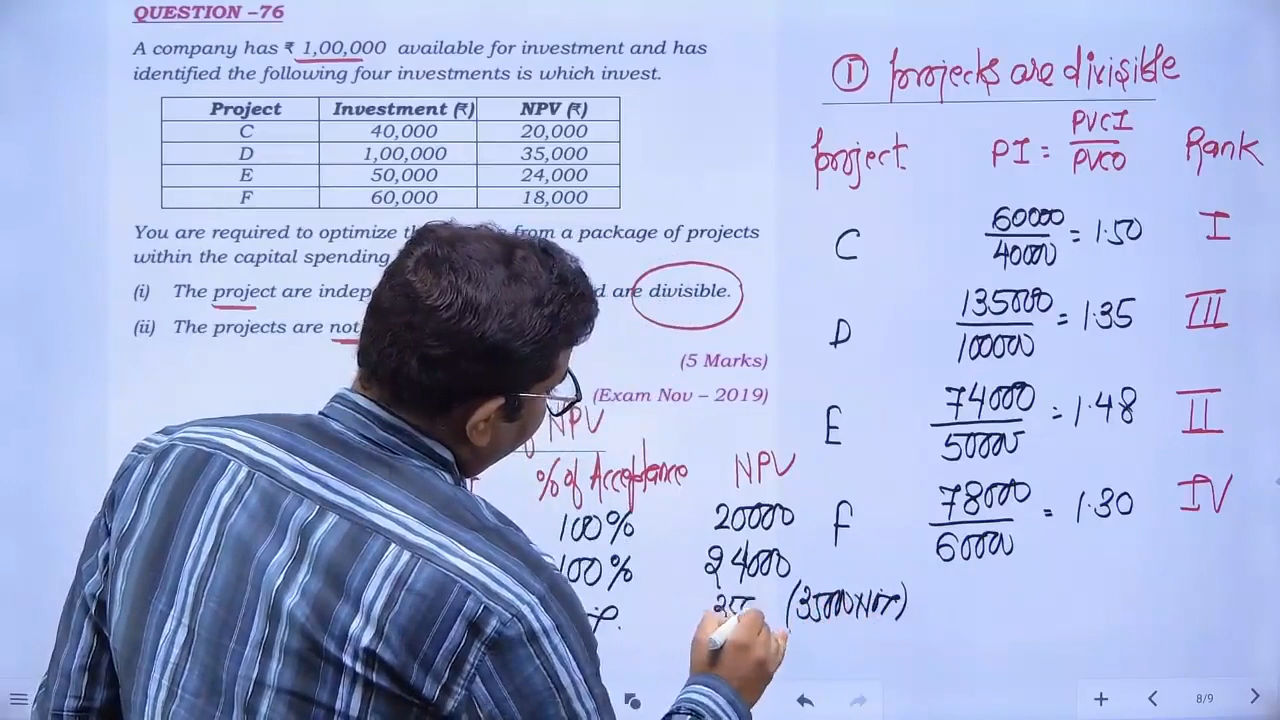 QUESTION –76
A company has ₹ 1,00,000 available for investment and has
identified the following four investments is which invest.
Project Investment (₹) NPV (₹)
C 40,000 20,000
D 1,00,000 35,000
E 50,000 24,000
F 60,000 18,000
You are required to optimize from a package of projects
within the capital spending
(i) The project are are divisible.
(ii) The projects are not
(5 Marks)
(Exam Nov – 2019)
NPV
% of Acceptance NPV
100% 20000
100% 24000
(35000×10%)
① projects are divisible
project PI = PVCI / PVCO Rank
C 60000 / 40000 = 1.50 I
D 135000 / 100000 = 1.35 III
E 74000 / 50000 = 1.48 II
F 78000 / 60000 = 1.30 IV
8/9